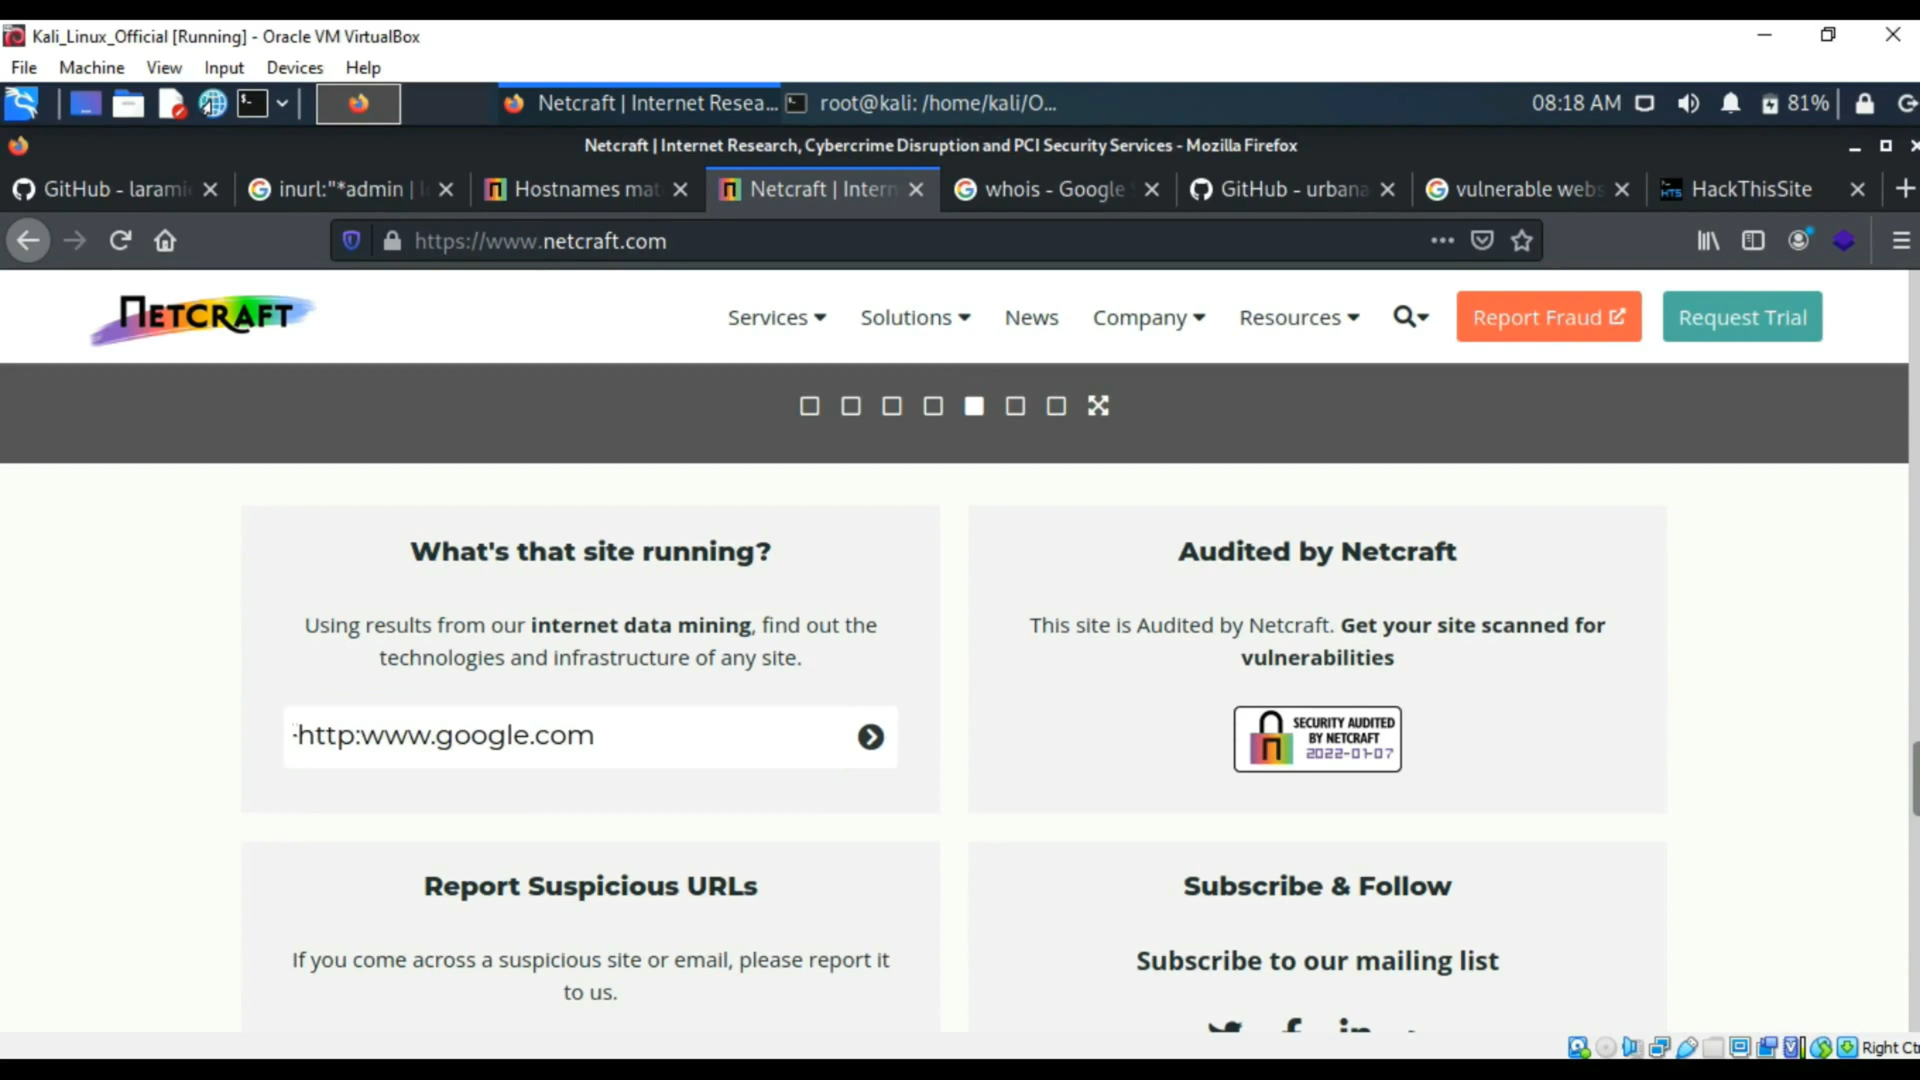 Kali_Linux_Official [Running] - Oracle VM VirtualBox
File Machine View Input Devices Help
Netcraft | Internet Resea... root@kali: /home/kali/O... 08:18 AM 81%
Netcraft | Internet Research, Cybercrime Disruption and PCI Security Services - Mozilla Firefox
GitHub - larami inurl:"*admin | Hostnames mat Netcraft | Intern whois - Google GitHub - urbana vulnerable webs HTS HackThisSite
https://www.netcraft.com
NETCRAFT Services Solutions News Company Resources Report Fraud Request Trial
What's that site running?
Using results from our internet data mining, find out the
technologies and infrastructure of any site.
http:www.google.com
Audited by Netcraft
This site is Audited by Netcraft. Get your site scanned for
vulnerabilities
SECURITY AUDITED
BY NETCRAFT
2022-01-07
Report Suspicious URLs
If you come across a suspicious site or email, please report it
to us.
Subscribe & Follow
Subscribe to our mailing list
Right Ctr